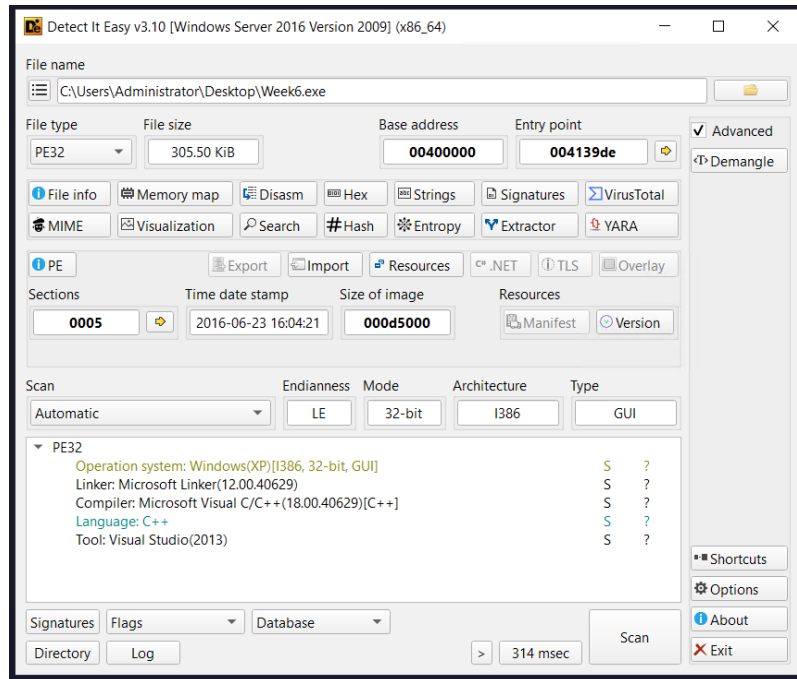 Detect It Easy v3.10 [Windows Server 2016 Version 2009] (x86_64)
File name
C:\Users\Administrator\Desktop\Week6.exe
File type File size Base address Entry point
PE32 305.50 KiB 00400000 004139de
Advanced
Demangle
File info Memory map Disasm Hex Strings Signatures VirusTotal
MIME Visualization Search Hash Entropy Extractor YARA
PE Export Import Resources .NET TLS Overlay
Sections Time date stamp Size of image Resources
0005 2016-06-23 16:04:21 000d5000 Manifest Version
Scan Endianness Mode Architecture Type
Automatic LE 32-bit I386 GUI
PE32
Operation system: Windows(XP)[I386, 32-bit, GUI] S ?
Linker: Microsoft Linker(12.00.40629) S ?
Compiler: Microsoft Visual C/C++(18.00.40629)[C++] S ?
Language: C++ S ?
Tool: Visual Studio(2013) S ?
Shortcuts
Options
About
Exit
Signatures Flags Database
Scan
Directory Log > 314 msec